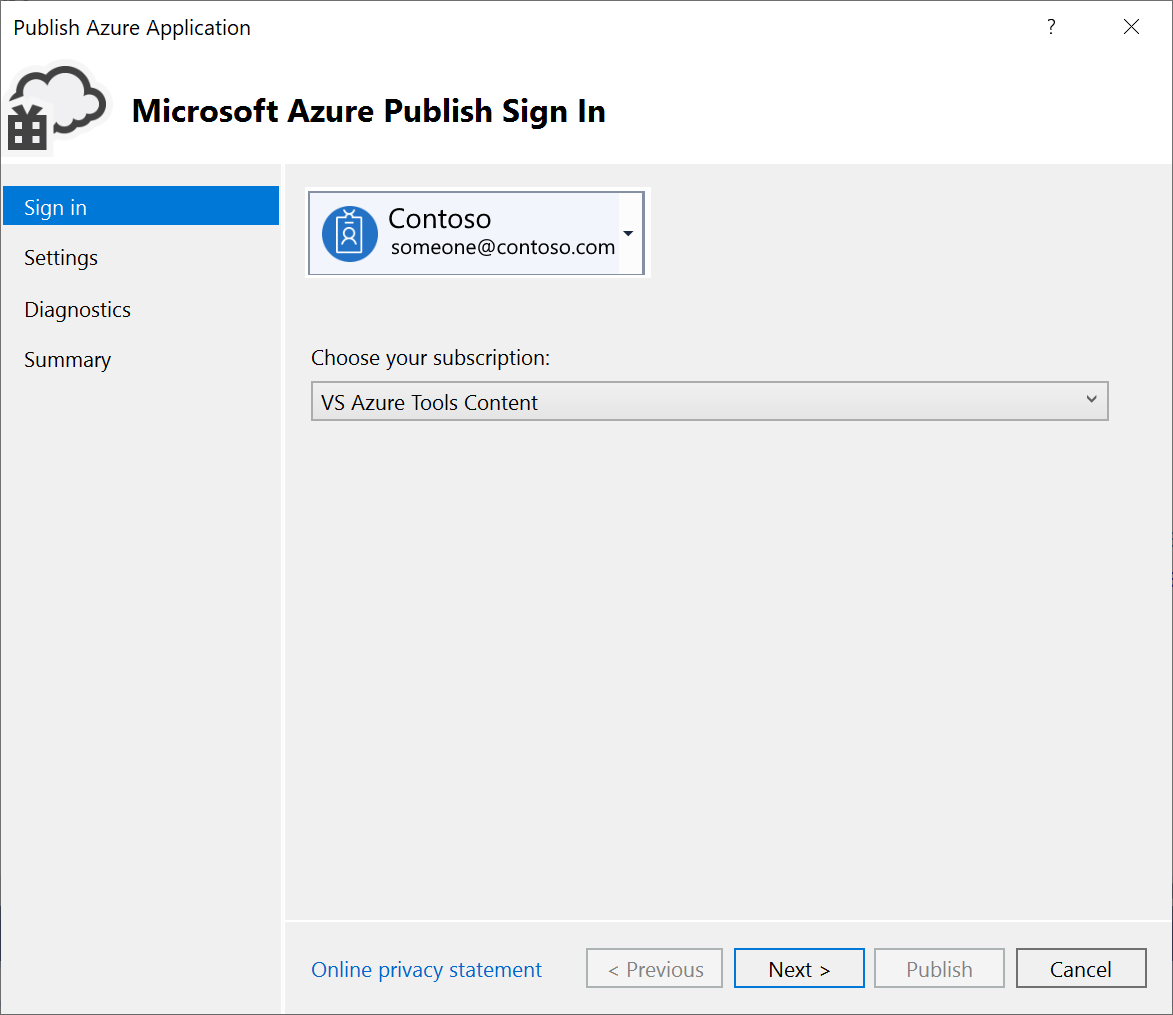 Publish Azure Application
?
Microsoft Azure Publish Sign In
Sign in
Settings
Diagnostics
Summary
Contoso
someone@contoso.com
Choose your subscription:
VS Azure Tools Content
Online privacy statement
< Previous
Next >
Publish
Cancel